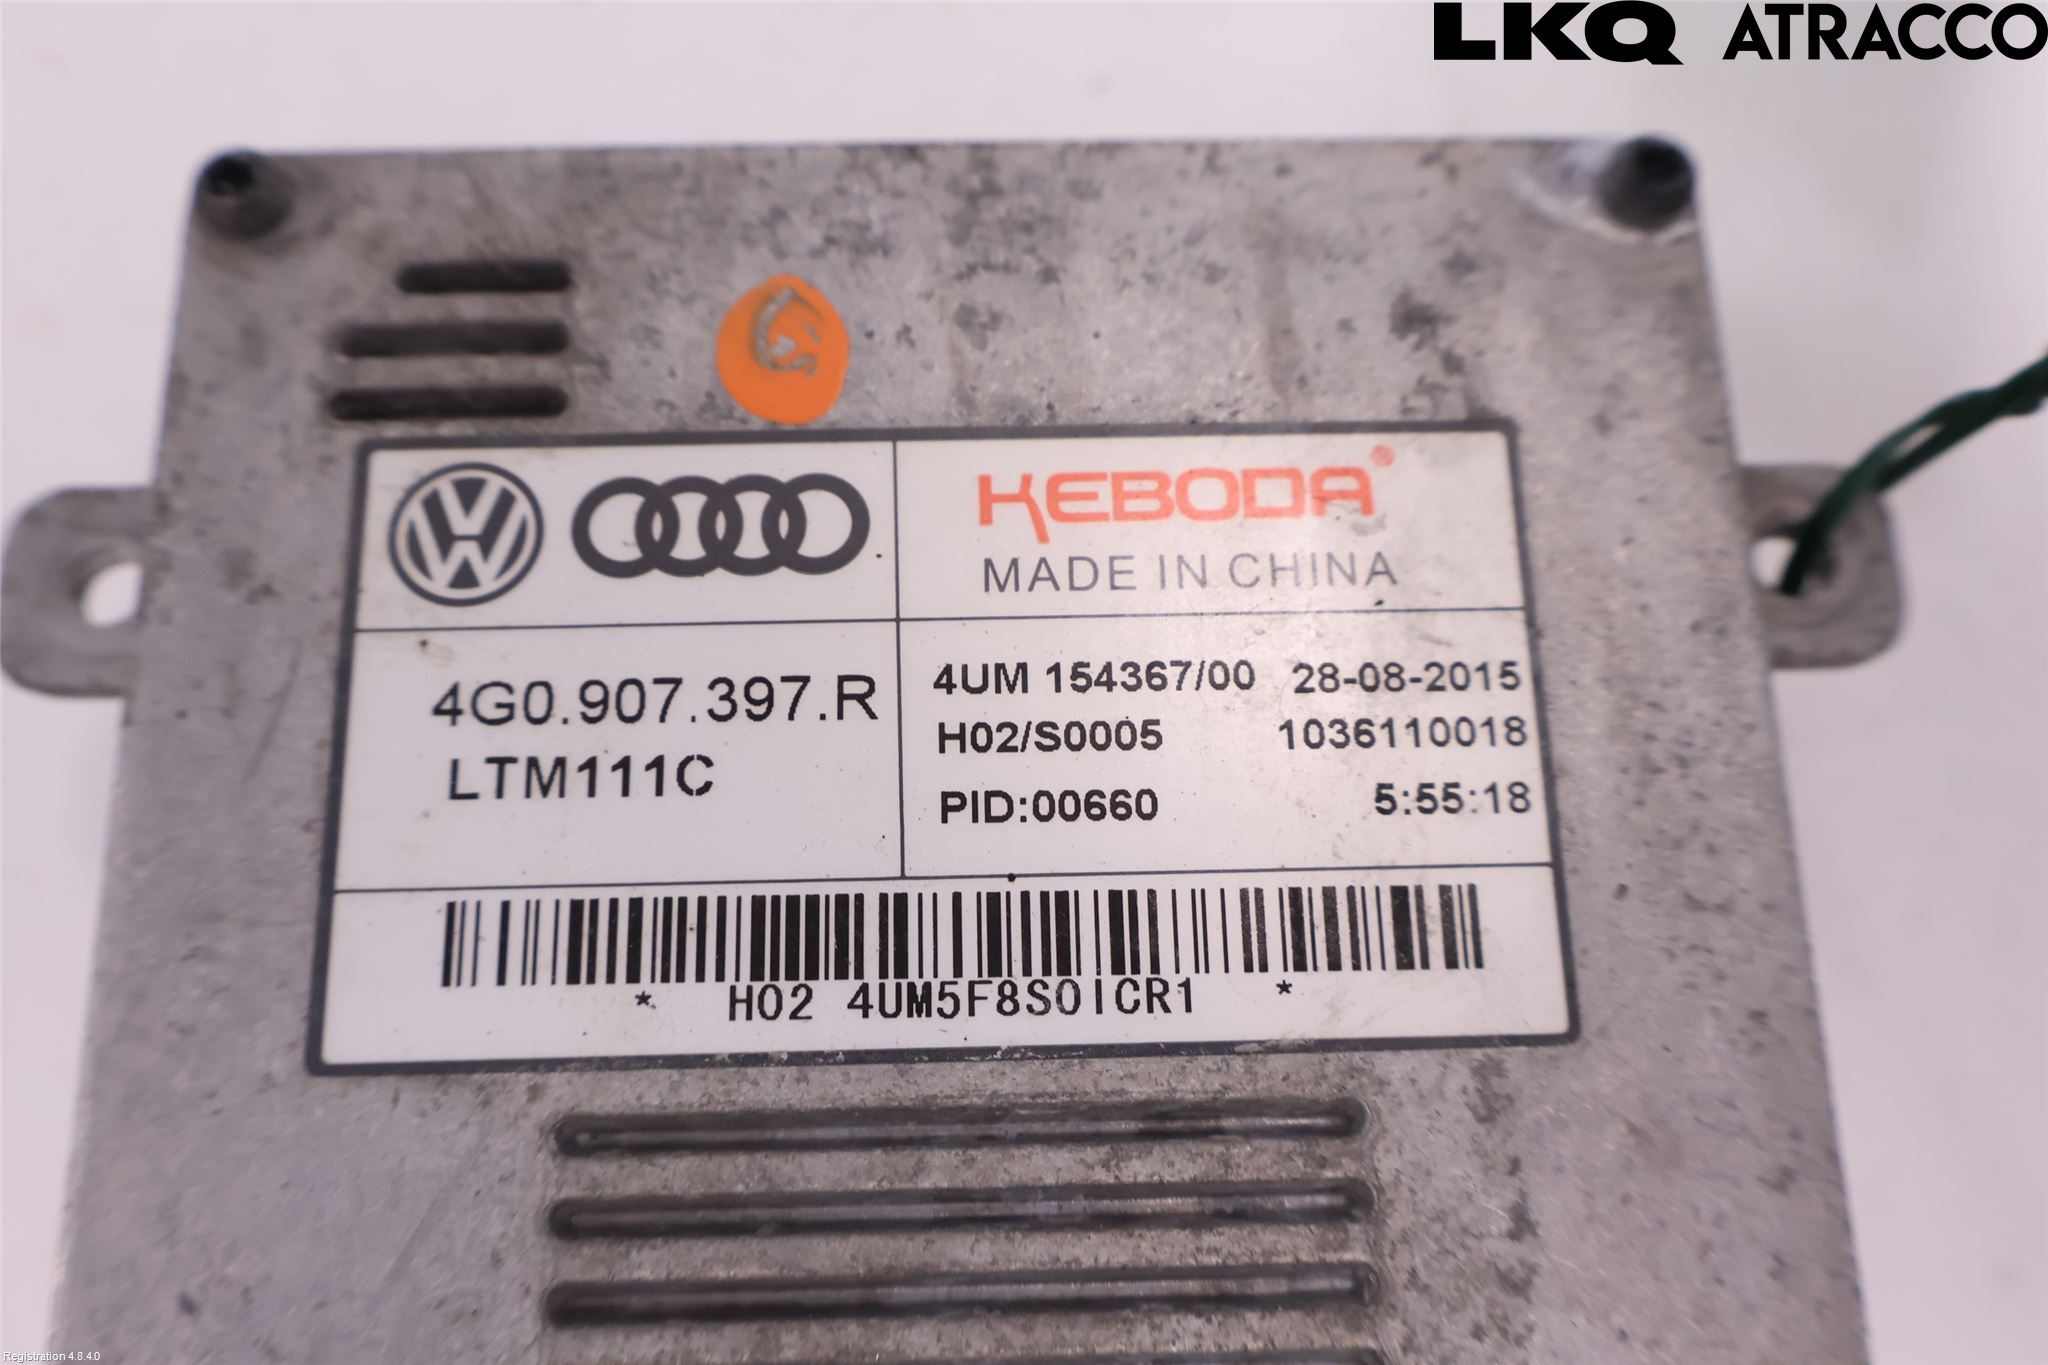 LKQ ATRACCO
KEBODA®
MADE IN CHINA
4G0.907.397.R
LTM111C
4UM 154367/00 28-08-2015
H02/S0005 1036110018
PID:00660 5:55:18
* H02 4UM5F8S0ICR1 *
Registration 4.8.4.0